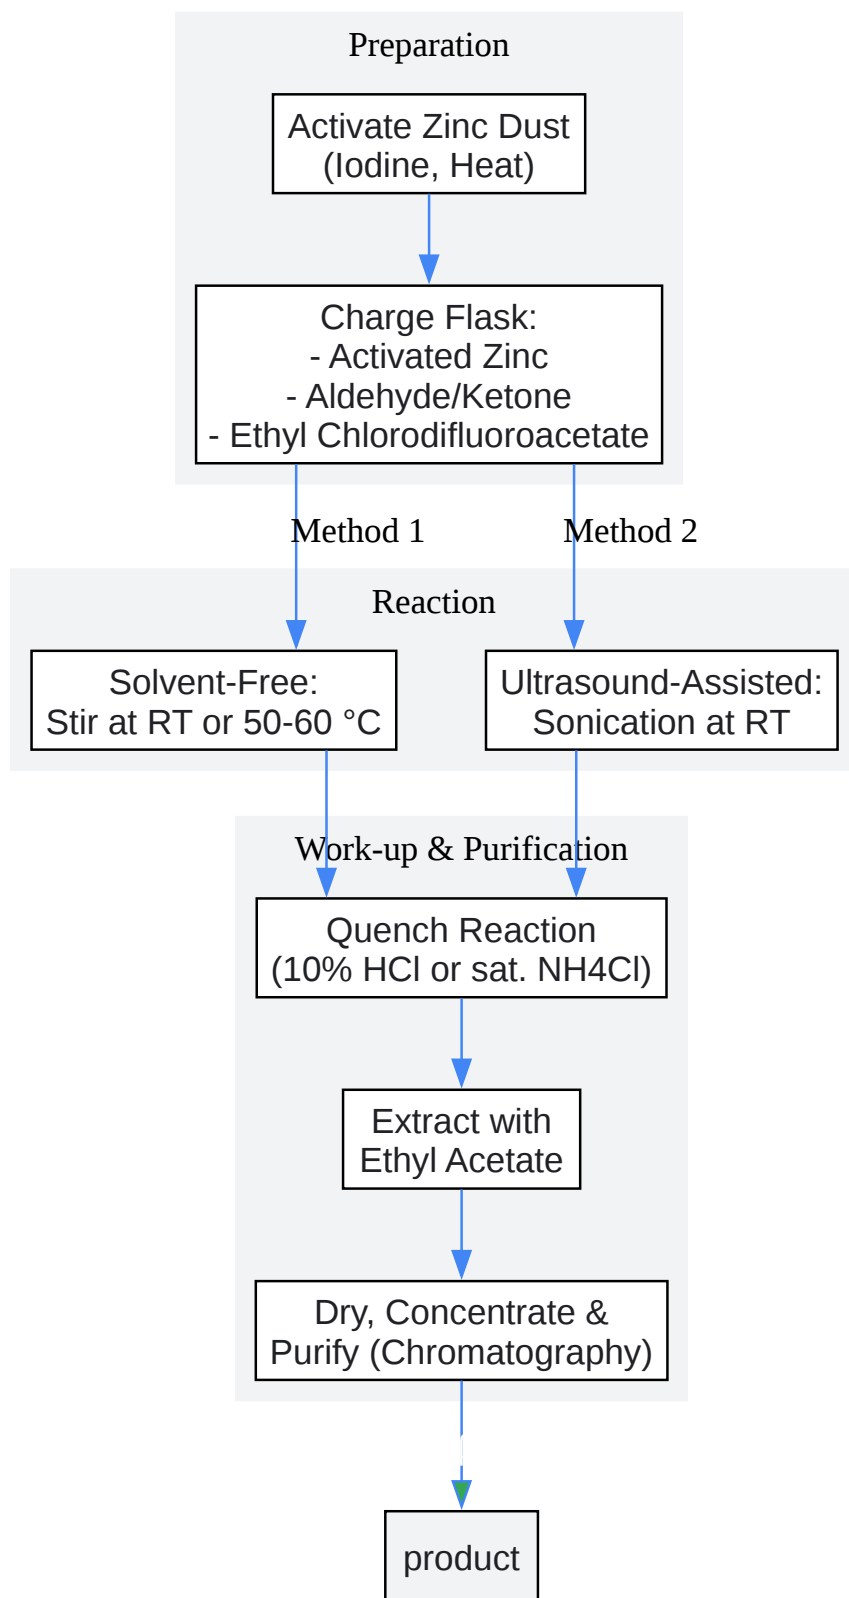 Preparation
Activate Zinc Dust
(Iodine, Heat)
Charge Flask:
- Activated Zinc
- Aldehyde/Ketone
- Ethyl Chlorodifluoroacetate
Method 1
Method 2
Reaction
Solvent-Free:
Stir at RT or 50-60 °C
Ultrasound-Assisted:
Sonication at RT
Work-up & Purification
Quench Reaction
(10% HCl or sat. NH4Cl)
Extract with
Ethyl Acetate
Dry, Concentrate &
Purify (Chromatography)
product